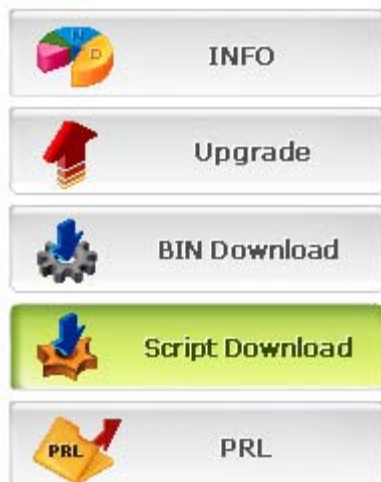 N
D
INFO
Upgrade
BIN Download
Script Download
PRL
PRL